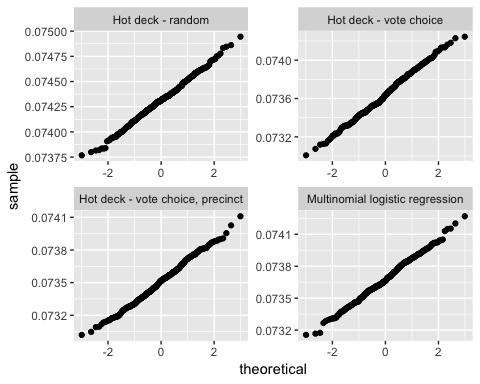 Hot deck - random
Hot deck - vote choice
0.07500
0.07475
0.07450
0.07425
0.07400
0.07375
0.0740
0.0736
0.0732
-2 0 2
-2 0 2
Hot deck - vote choice, precinct
Multinomial logistic regression
0.0741
0.0738
0.0735
0.0732
0.0741
0.0738
0.0735
0.0732
-2 0 2
-2 0 2
sample
theoretical